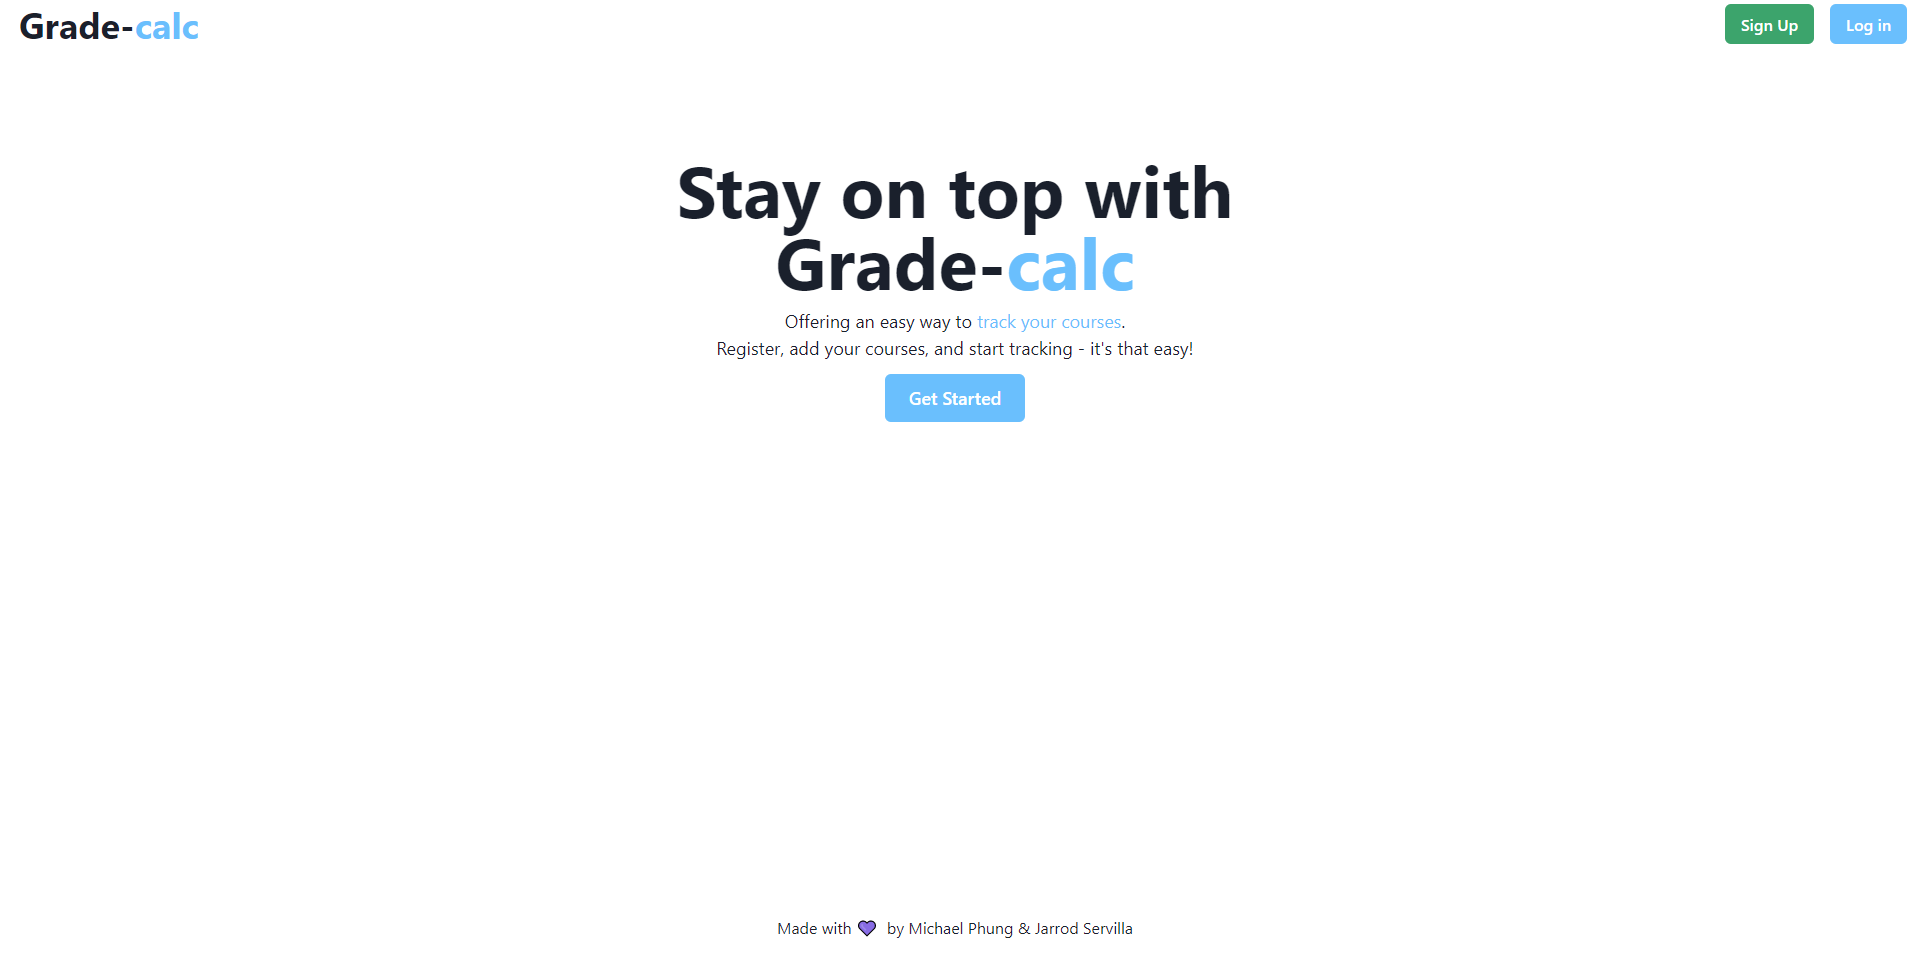 Grade-calc
Sign Up
Log in
Stay on top with
Grade-calc
Offering an easy way to track your courses.
Register, add your courses, and start tracking - it's that easy!
Get Started
Made with 💜 by Michael Phung & Jarrod Servilla